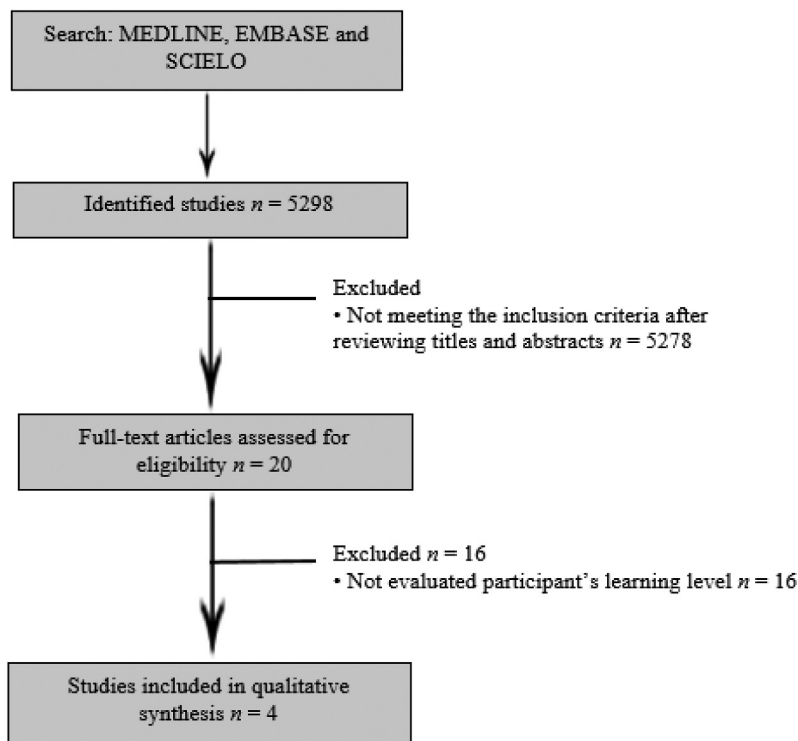 Search: MEDLINE, EMBASE and
SCIELO
Identified studies n = 5298
Excluded
• Not meeting the inclusion criteria after
reviewing titles and abstracts n = 5278
Full-text articles assessed for
eligibility n = 20
Excluded n = 16
• Not evaluated participant’s learning level n = 16
Studies included in qualitative
synthesis n = 4